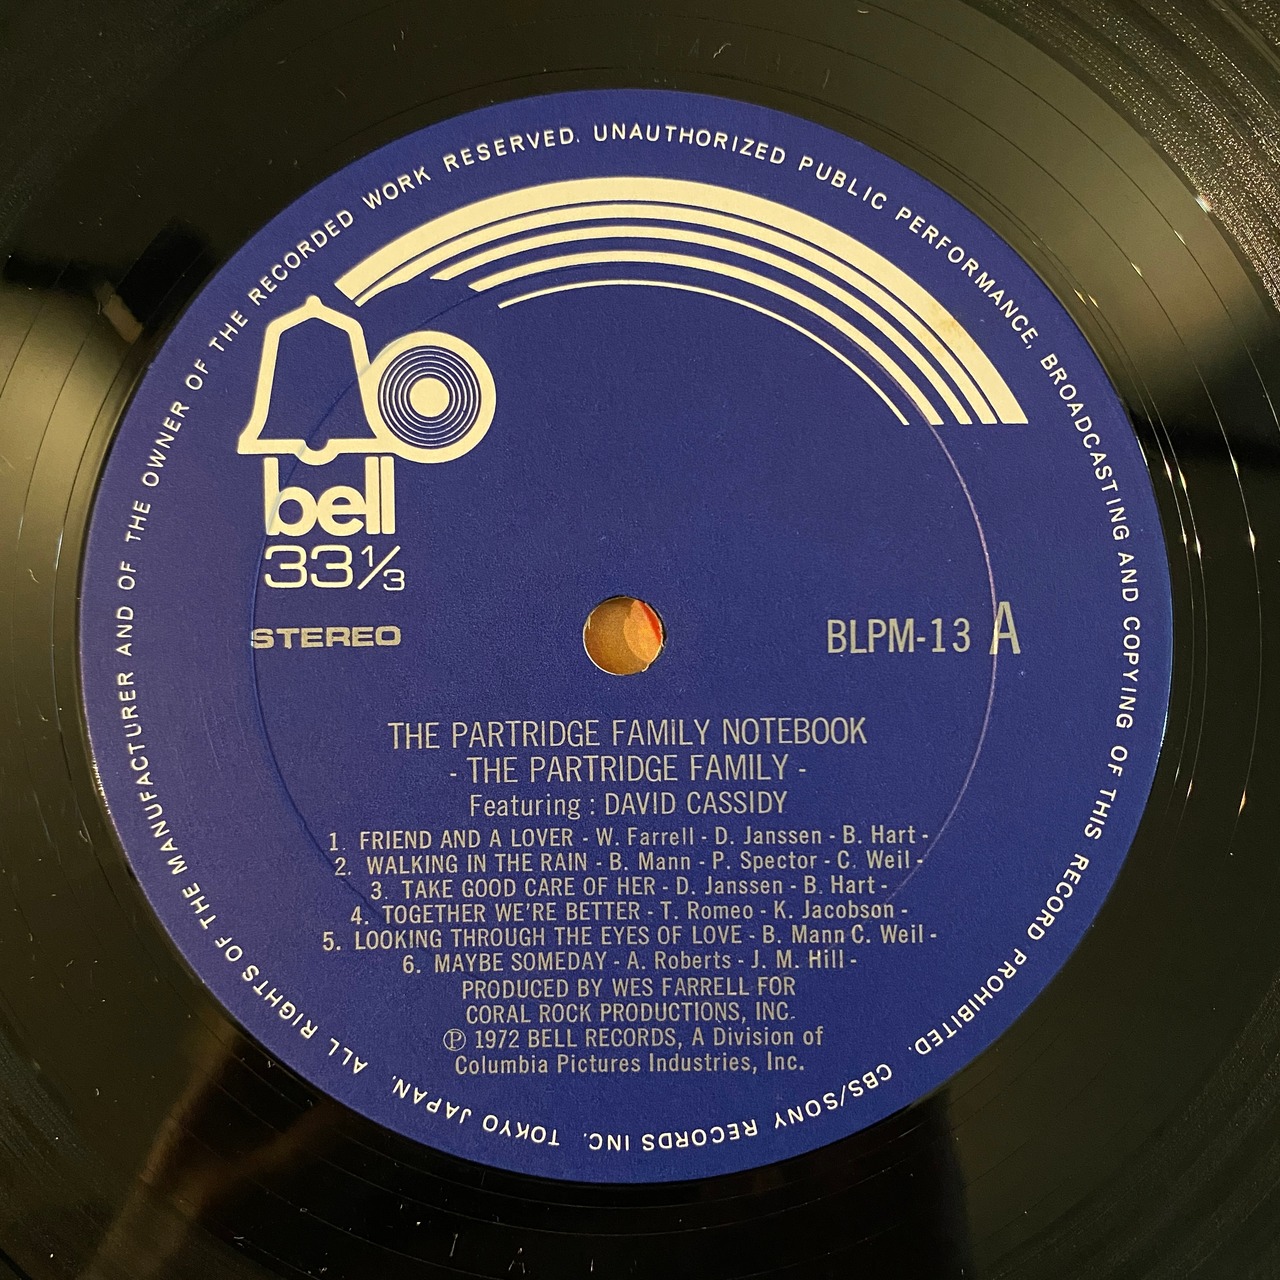 ALL RIGHTS OF THE MANUFACTURER AND OF THE OWNER OF THE RECORDED WORK RESERVED. UNAUTHORIZED PUBLIC PERFORMANCE, BROADCASTING AND COPYING OF THIS RECORD PROHIBITED. CBS/SONY RECORDS INC. TOKYO JAPAN.
bell
33 1/3
STEREO
BLPM-13 A
THE PARTRIDGE FAMILY NOTEBOOK
- THE PARTRIDGE FAMILY -
Featuring : DAVID CASSIDY
1. FRIEND AND A LOVER - W. Farrell - D. Janssen - B. Hart -
2. WALKING IN THE RAIN - B. Mann - P. Spector - C. Weil -
3. TAKE GOOD CARE OF HER - D. Janssen - B. Hart -
4. TOGETHER WE'RE BETTER - T. Romeo - K. Jacobson -
5. LOOKING THROUGH THE EYES OF LOVE - B. Mann C. Weil -
6. MAYBE SOMEDAY - A. Roberts - J. M. Hill -
PRODUCED BY WES FARRELL FOR
CORAL ROCK PRODUCTIONS, INC.
Ⓟ 1972 BELL RECORDS, A Division of
Columbia Pictures Industries, Inc.